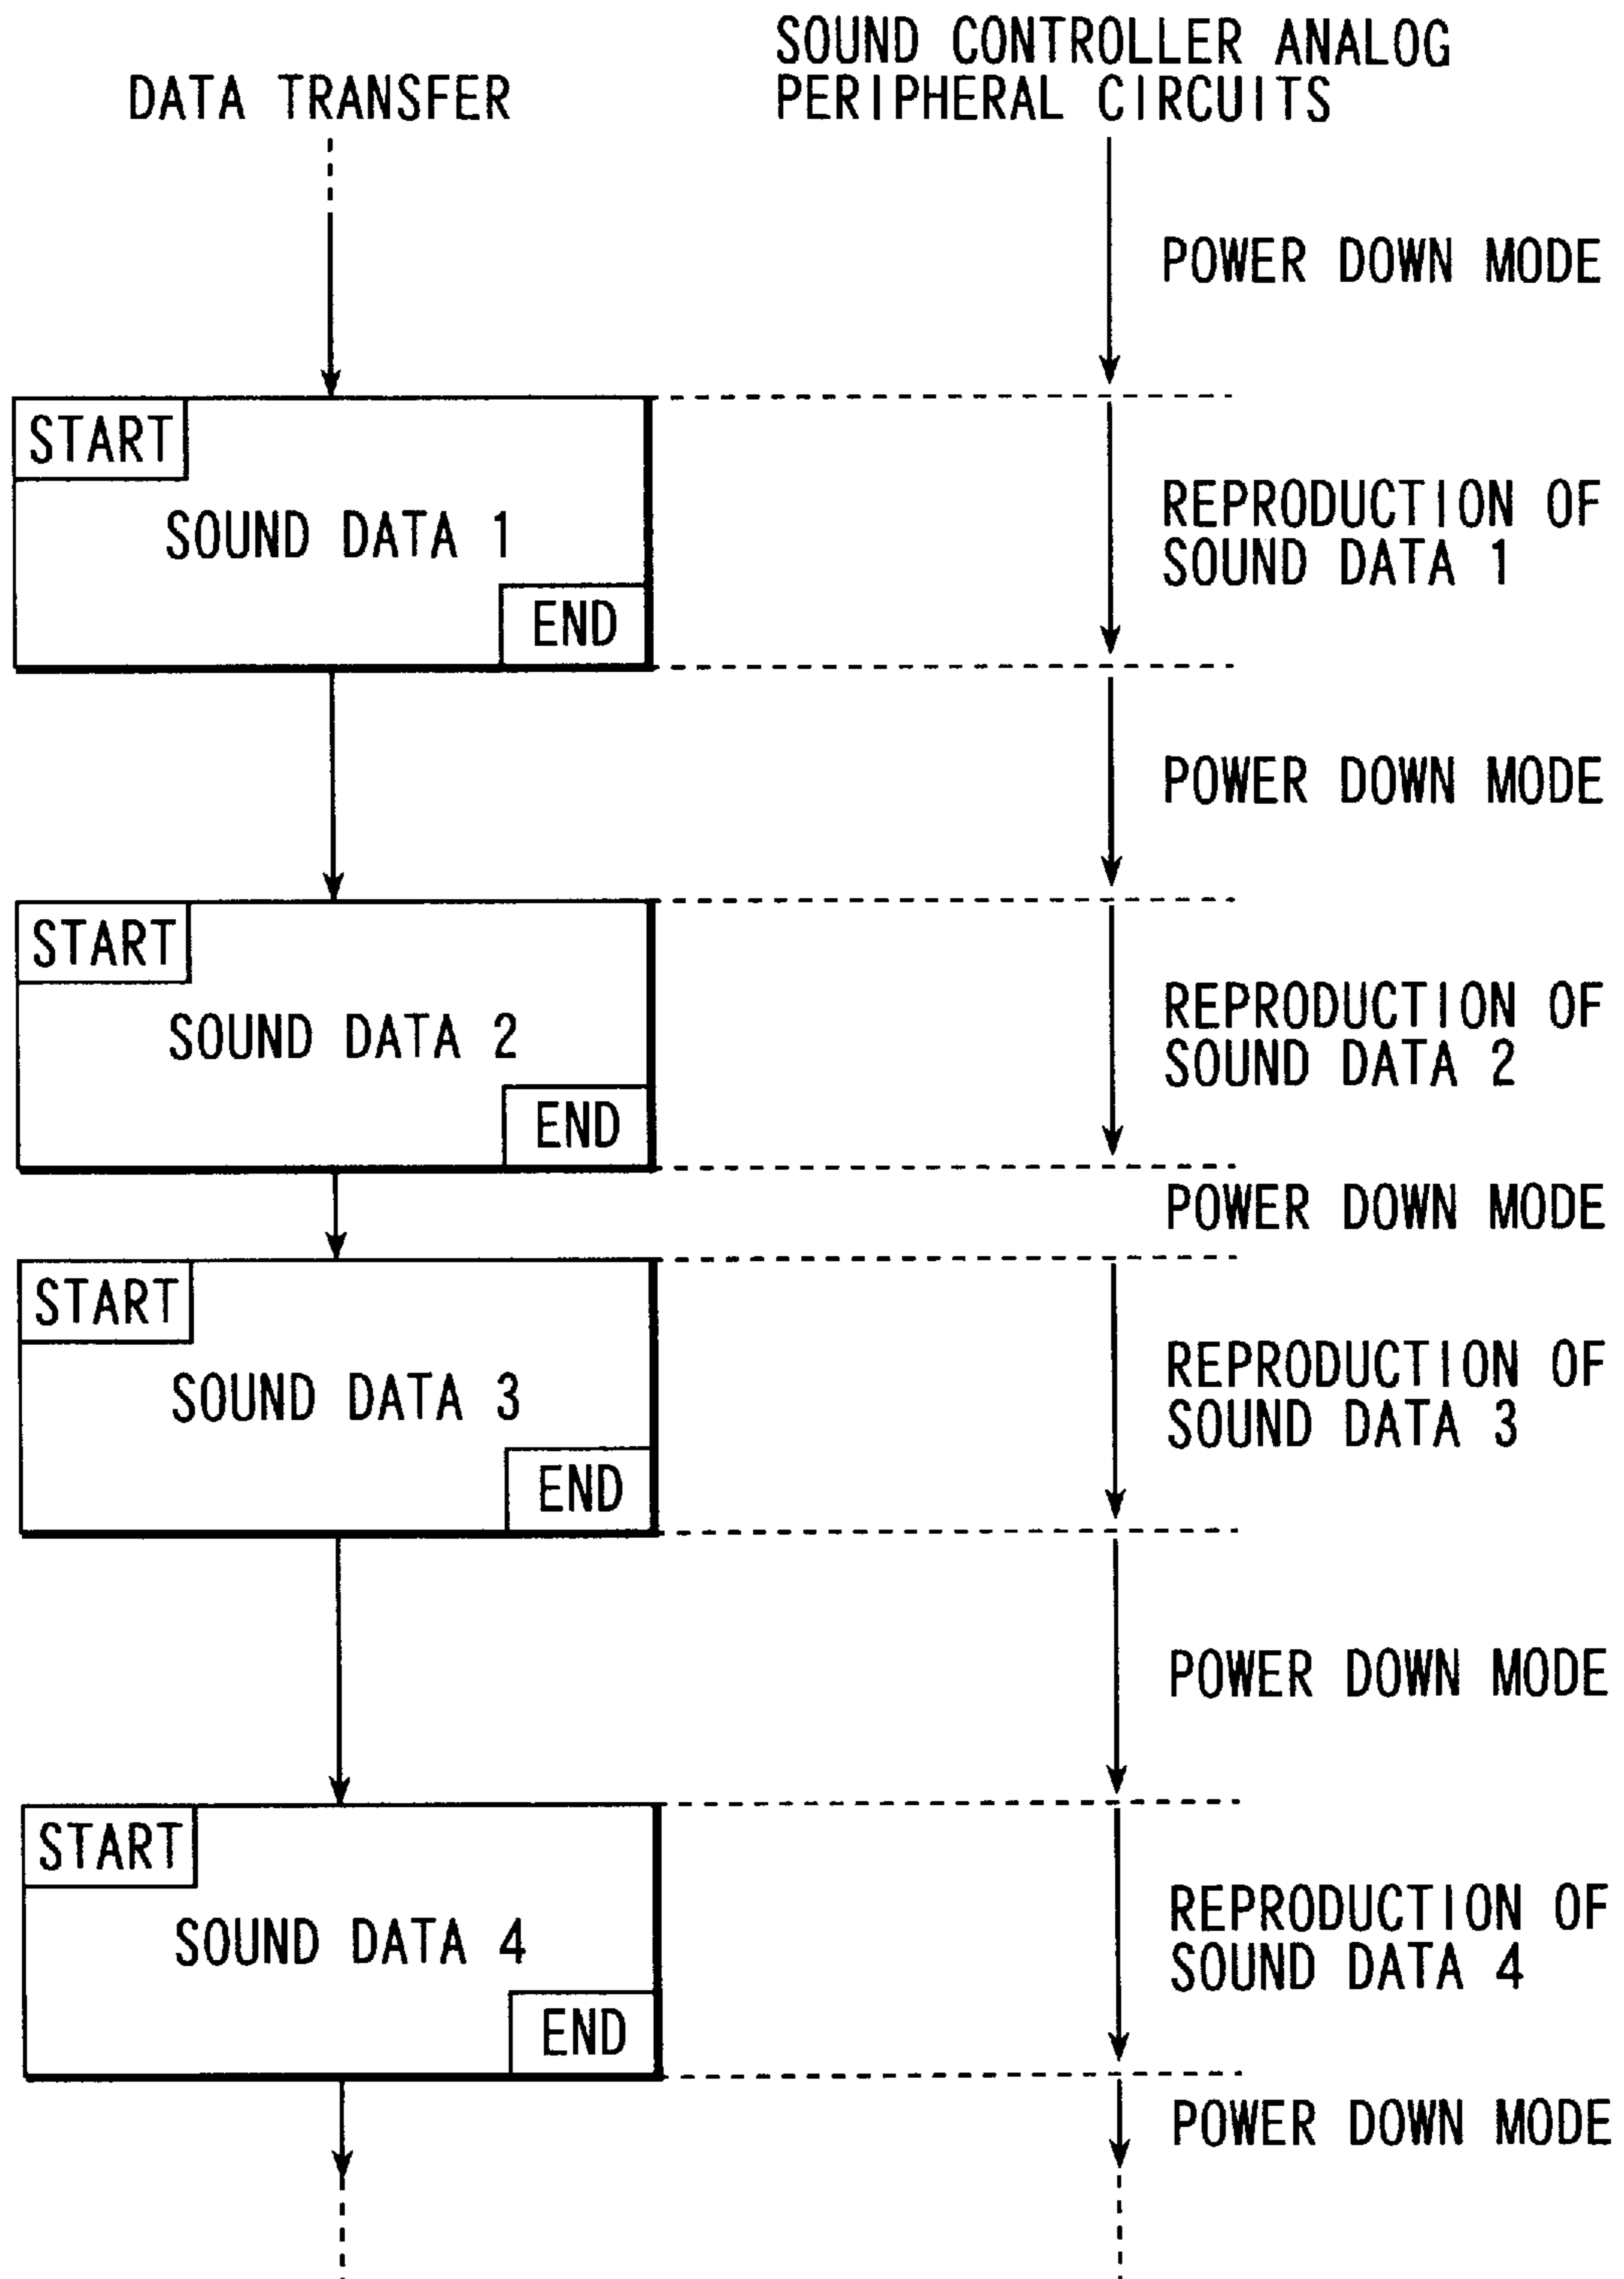 DATA TRANSFER
SOUND CONTROLLER ANALOG
PERIPHERAL CIRCUITS
POWER DOWN MODE
START
SOUND DATA 1
END
REPRODUCTION OF
SOUND DATA 1
POWER DOWN MODE
START
SOUND DATA 2
END
REPRODUCTION OF
SOUND DATA 2
POWER DOWN MODE
START
SOUND DATA 3
END
REPRODUCTION OF
SOUND DATA 3
POWER DOWN MODE
START
SOUND DATA 4
END
REPRODUCTION OF
SOUND DATA 4
POWER DOWN MODE